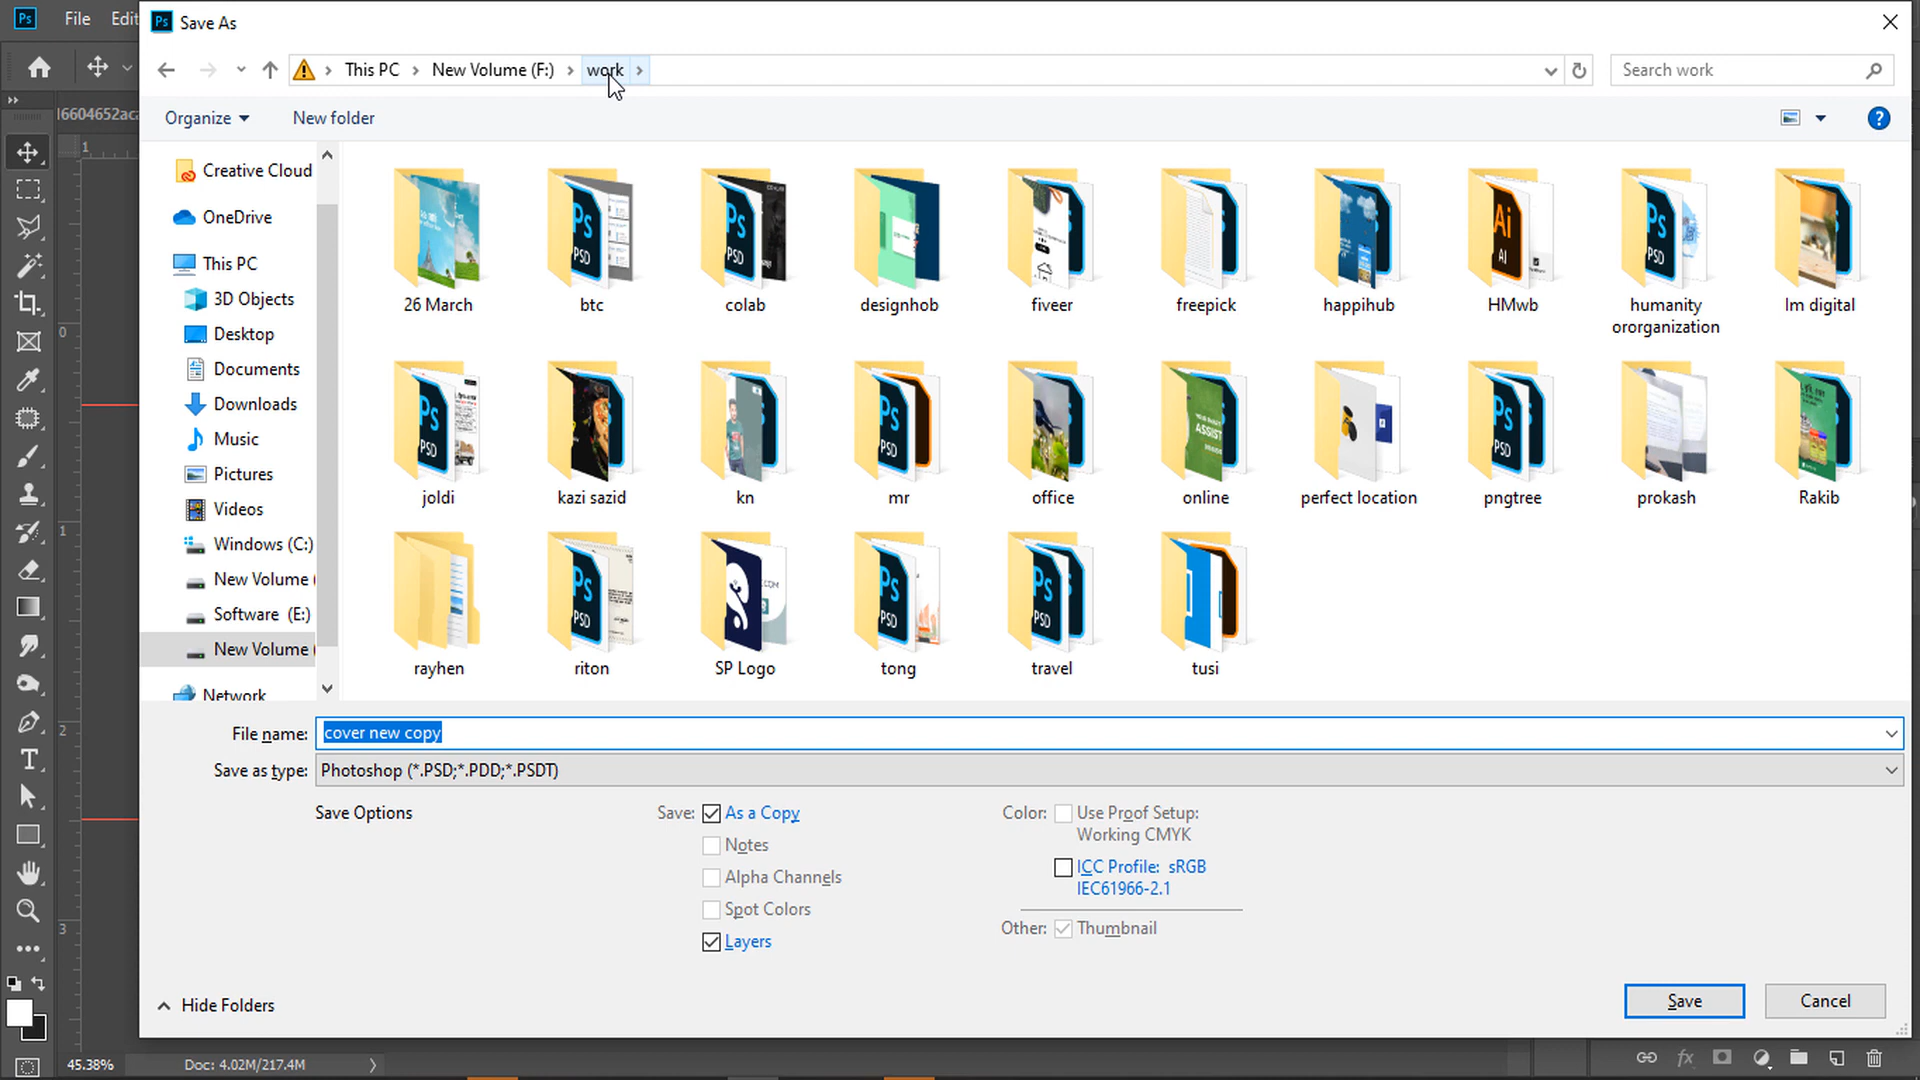 Ps File Edit
Ps Save As
This PC New Volume (F:) work
Search work
Organize New folder
Creative Cloud
OneDrive
This PC
3D Objects
Desktop
Documents
Downloads
Music
Pictures
Videos
Windows (C:)
New Volume (
Software (E:)
New Volume (
Network
26 March btc colab designhob fiveer freepick happihub HMwb humanity ororganization Im digital
joldi kazi sazid kn mr office online perfect location pngtree prokash Rakib
rayhen riton SP Logo tong travel tusi
File name: cover new copy
Save as type: Photoshop (*.PSD;*.PDD;*.PSDT)
Save Options
Save: As a Copy
Notes
Alpha Channels
Spot Colors
Layers
Color: Use Proof Setup:
Working CMYK
ICC Profile: sRGB
IEC61966-2.1
Other: Thumbnail
Hide Folders
Save Cancel
45.38% Doc: 4.02M/217.4M